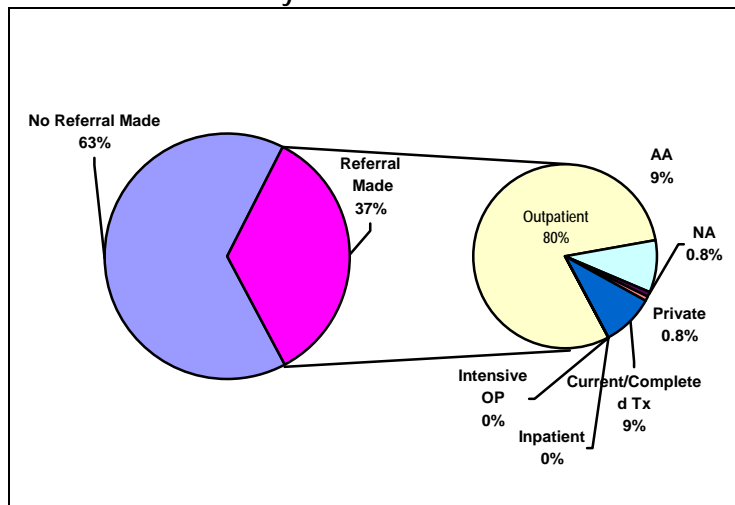 No Referral Made
63%
Referral
Made
37%
Outpatient
80%
AA
9%
NA
0.8%
Private
0.8%
Current/Complete
d Tx
9%
Inpatient
0%
Intensive
OP
0%